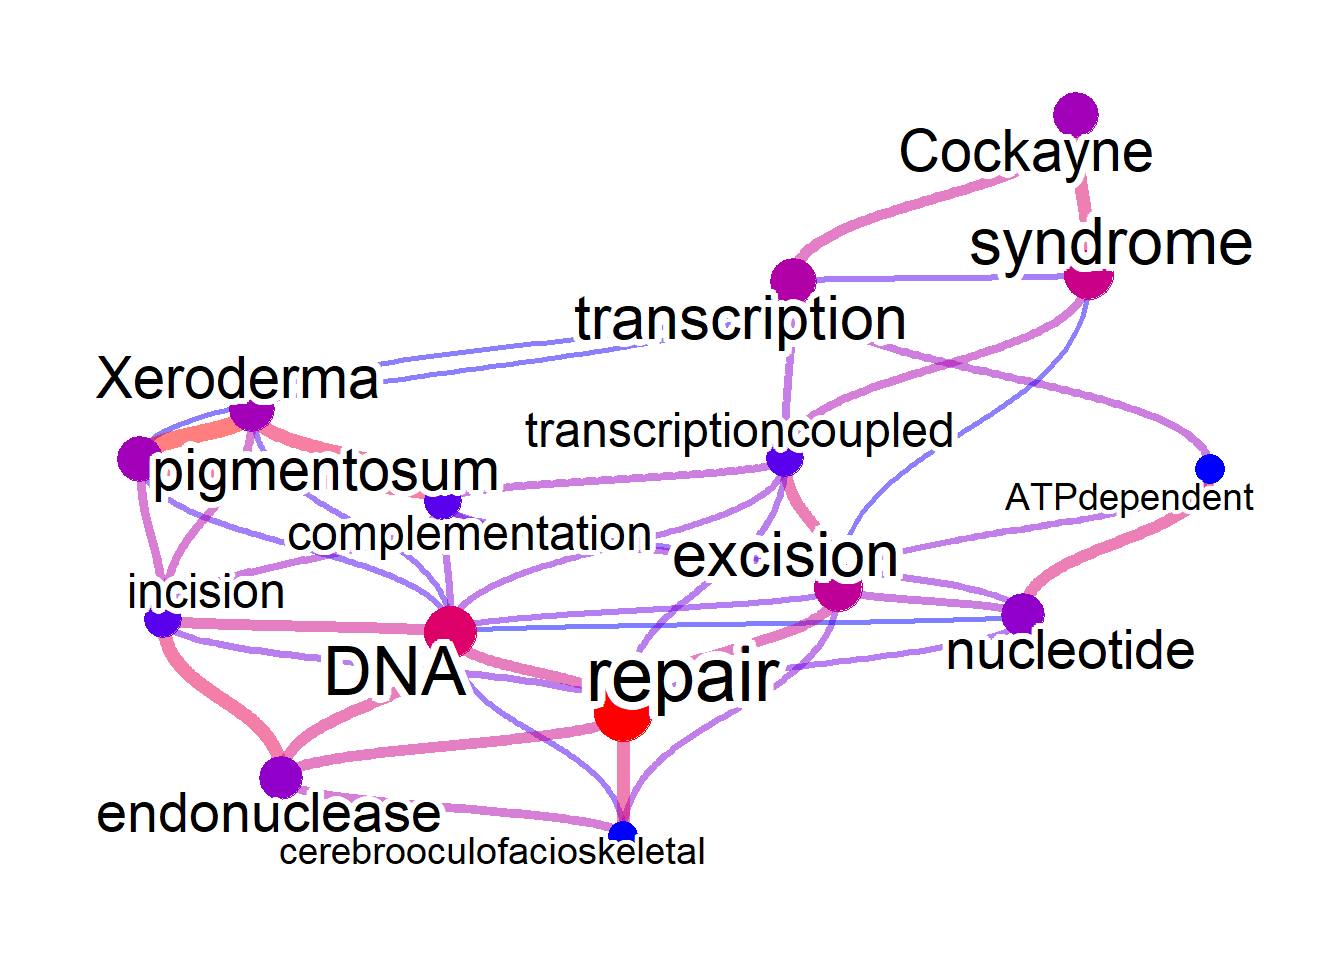 Cockayne
syndrome
transcription
Xeroderma
transcriptioncoupled
pigmentosum
ATPdependent
complementation
excision
incision
nucleotide
DNA
repair
endonuclease
cerebrooculofacioskeletal